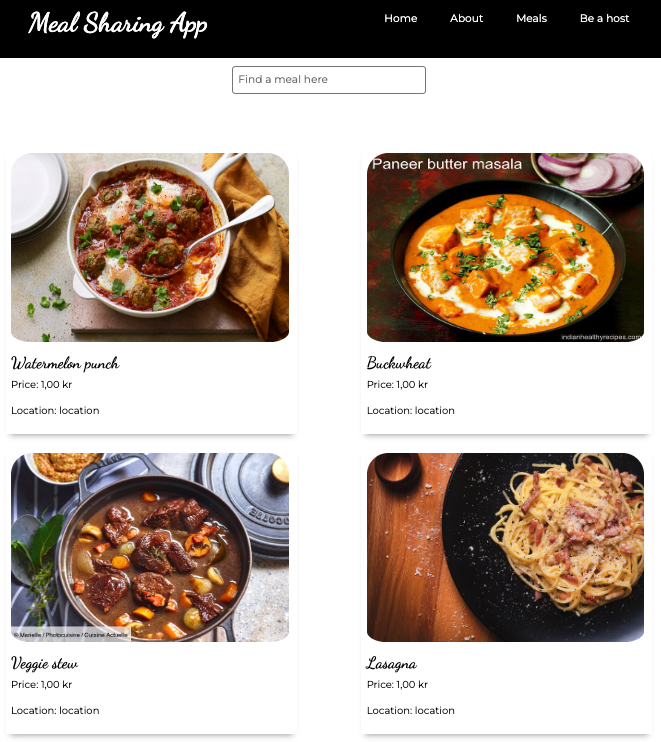 Meal Sharing App
Home About Meals Be a host
Find a meal here
Paneer butter masala
indianhealthyrecipes.com
Watermelon punch
Price: 1,00 kr
Location: location
Buckwheat
Price: 1,00 kr
Location: location
© Marielle / Photocuisine / Cuisine Actuelle
Veggie stew
Price: 1,00 kr
Location: location
Lasagna
Price: 1,00 kr
Location: location